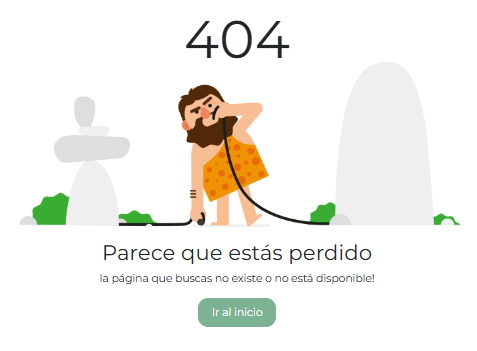 404
Parece que estás perdido
la página que buscas no existe o no está disponible!
Ir al inicio